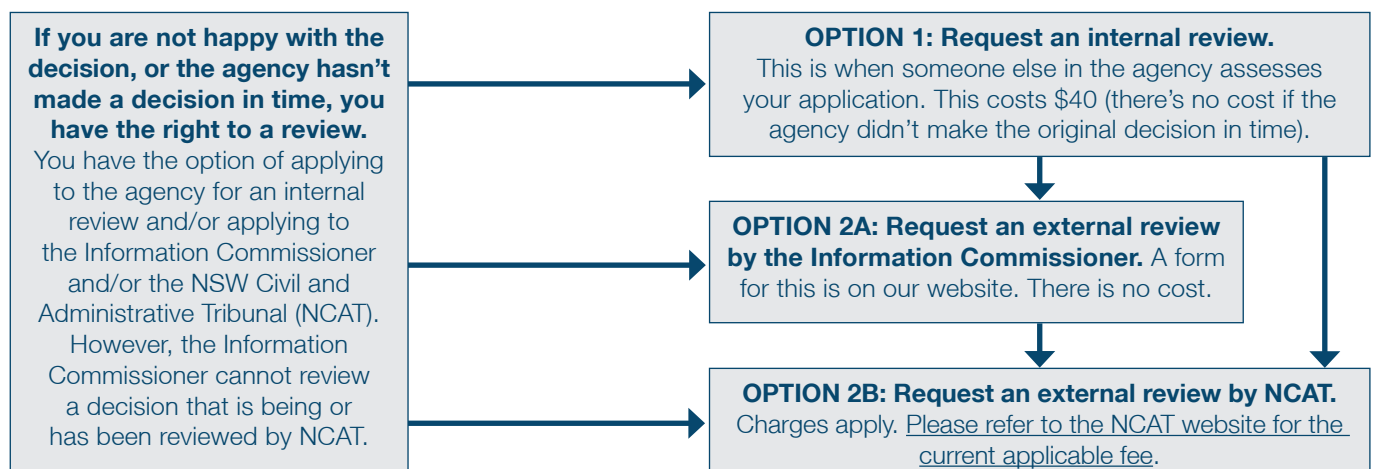 If you are not happy with the
decision, or the agency hasn't
made a decision in time, you
have the right to a review.
You have the option of applying
to the agency for an internal
review and/or applying to
the Information Commissioner
and/or the NSW Civil and
Administrative Tribunal (NCAT).
However, the Information
Commissioner cannot review
a decision that is being or
has been reviewed by NCAT.
OPTION 1: Request an internal review.
This is when someone else in the agency assesses
your application. This costs $40 (there's no cost if the
agency didn't make the original decision in time).
OPTION 2A: Request an external review
by the Information Commissioner. A form
for this is on our website. There is no cost.
OPTION 2B: Request an external review by NCAT.
Charges apply. Please refer to the NCAT website for the
current applicable fee.